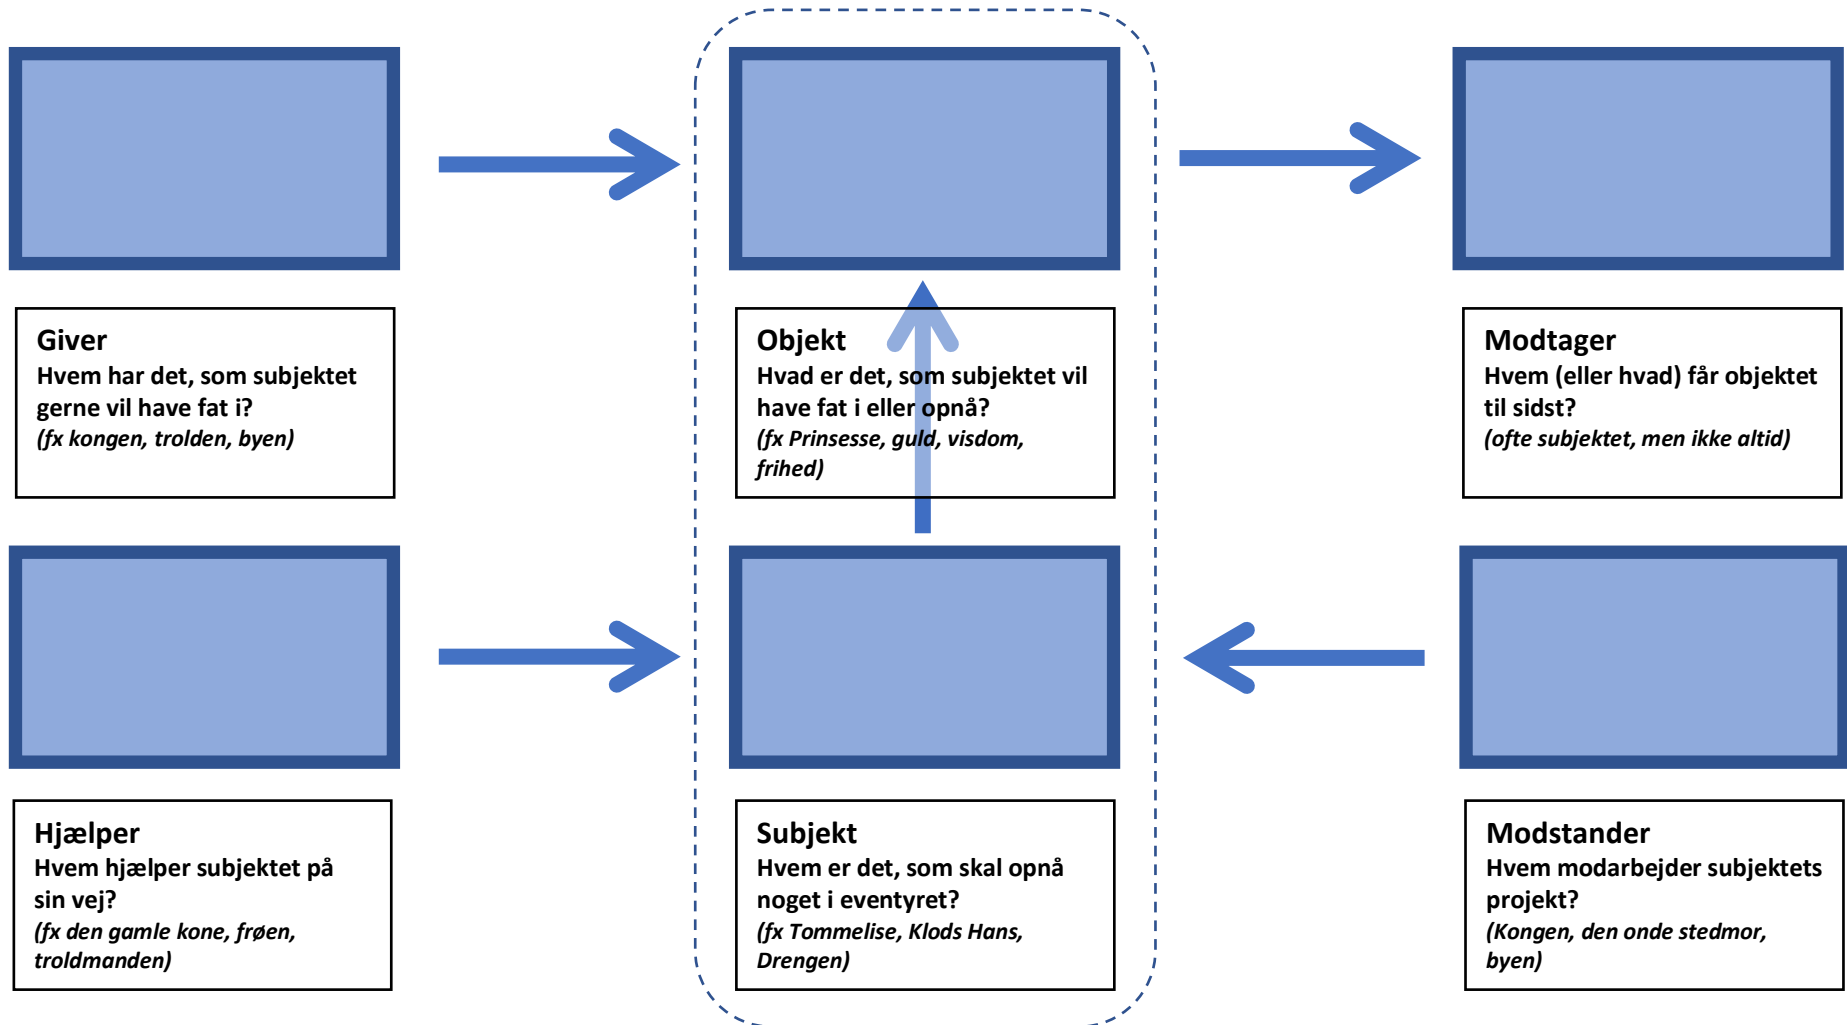 Giver
Hvem har det, som subjektet
gerne vil have fat i?
(fx kongen, trolden, byen)
Objekt
Hvad er det, som subjektet vil
have fat i eller opnå?
(fx Prinsesse, guld, visdom,
frihed)
Modtager
Hvem (eller hvad) får objektet
til sidst?
(ofte subjektet, men ikke altid)
Hjælper
Hvem hjælper subjektet på
sin vej?
(fx den gamle kone, frøen,
troldmanden)
Subjekt
Hvem er det, som skal opnå
noget i eventyret?
(fx Tommelise, Klods Hans,
Drengen)
Modstander
Hvem modarbejder subjektets
projekt?
(Kongen, den onde stedmor,
byen)